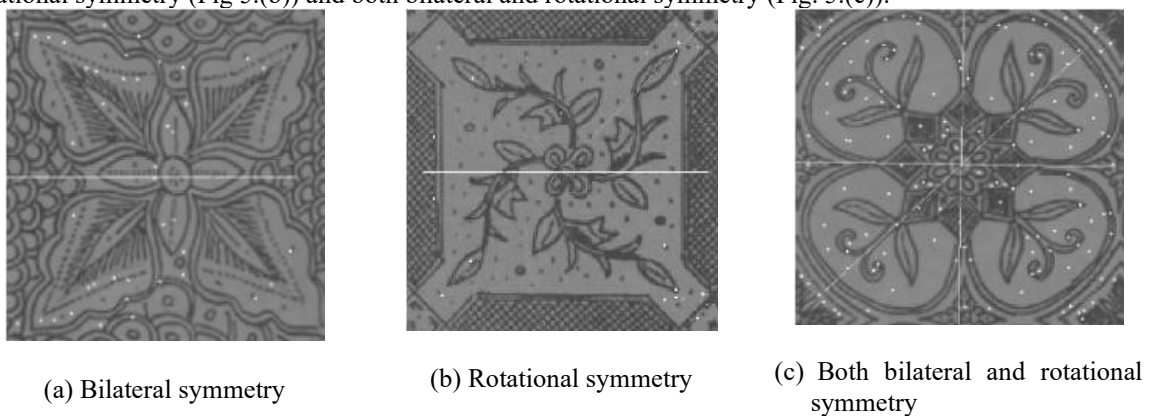 ational symmetry (Fig 5.(b)) and both bilateral and rotational symmetry (Fig. 5.(c)).
(a) Bilateral symmetry
(b) Rotational symmetry
(c) Both bilateral and rotational
symmetry